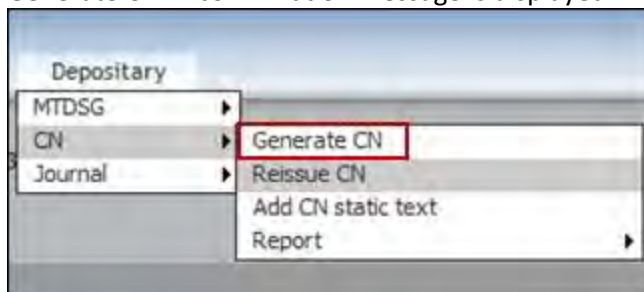 Depositary
MTDSG
CN
Journal
Generate CN
Reissue CN
Add CN static text
Report